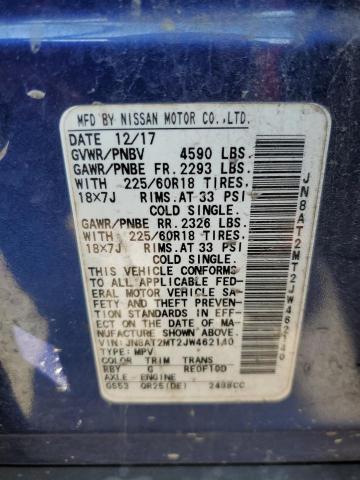 MFD BY NISSAN MOTOR CO.,LTD.
DATE 12/17
GVWR/PNBV 4590 LBS.
GAWR/PNBE FR. 2293 LBS.
WITH 225/60R18 TIRES.
18X7J RIMS.AT 33 PSI
COLD SINGLE.
GAWR/PNBE RR. 2326 LBS.
WITH 225/60R18 TIRES.
18X7J RIMS.AT 33 PSI
COLD SINGLE.
THIS VEHICLE CONFORMS
TO ALL APPLICABLE FED-
ERAL MOTOR VEHICLE SA-
FETY AND THEFT PREVEN-
TION STANDARDS IN EFFECT
ON THE DATE OF MA-
NUFACTURE SHOWN ABOVE.
VIN: JN8AT2MT2JW462140
TYPE: MPV
COLOR TRIM TRANS
RBY G RE0F10D
AXLE ENGINE
GS53 QR25(DE) 2488CC
JN8AT2MT2JW462140